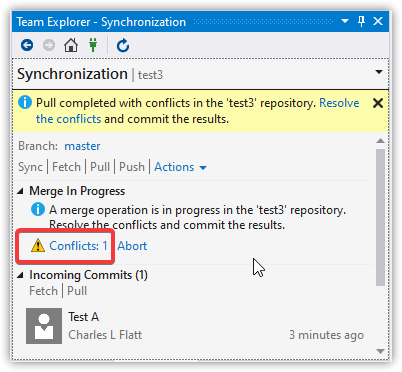 Team Explorer - Synchronization
Synchronization | test3
Pull completed with conflicts in the 'test3' repository. Resolve
the conflicts and commit the results.
Branch: master
Sync | Fetch | Pull | Push | Actions
Merge In Progress
A merge operation is in progress in the 'test3' repository.
Resolve the conflicts and commit the results.
Conflicts: 1 Abort
Incoming Commits (1)
Fetch | Pull
Test A
Charles L Flatt 3 minutes ago